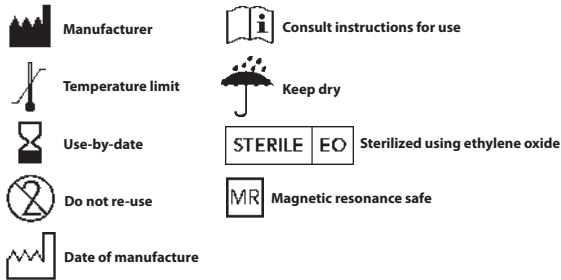 Manufacturer
Temperature limit
Use-by-date
2 Do not re-use
Date of manufacture
i Consult instructions for use
Keep dry
STERILE EO Sterilized using ethylene oxide
MR Magnetic resonance safe